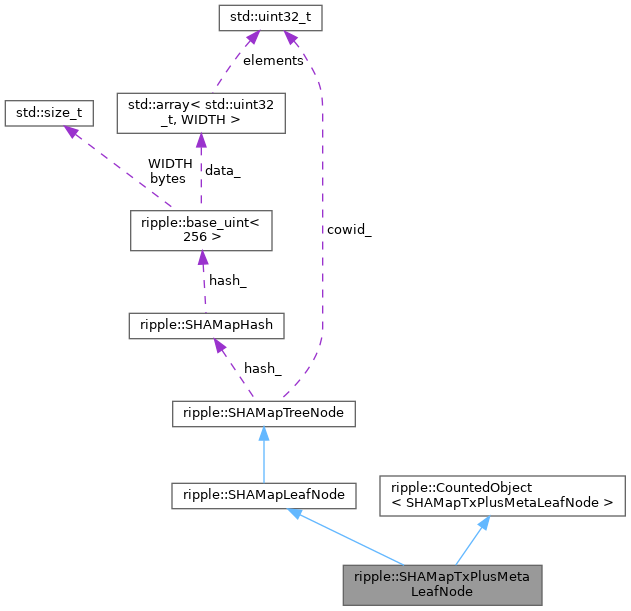 std::uint32_t
elements
std::array< std::uint32
_t, WIDTH >
std::size_t
WIDTH
bytes
data_
ripple::base_uint<
256 >
cowid_
hash_
ripple::SHAMapHash
hash_
ripple::SHAMapTreeNode
ripple::SHAMapLeafNode
ripple::CountedObject
< SHAMapTxPlusMetaLeafNode >
ripple::SHAMapTxPlusMeta
LeafNode